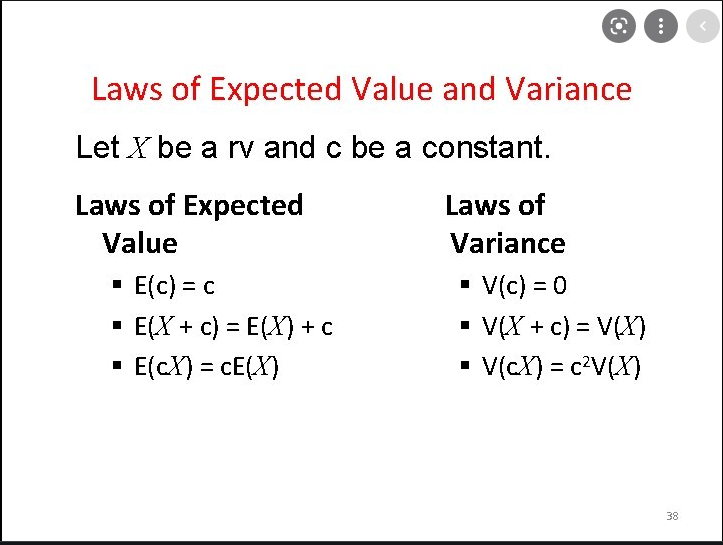 Laws of Expected Value and Variance
Let X be a rv and c be a constant.
Laws of Expected
Value
▪ E(c) = c
▪ E(X + c) = E(X) + c
▪ E(cX) = cE(X)
Laws of
Variance
▪ V(c) = 0
▪ V(X + c) = V(X)
▪ V(cX) = c²V(X)
38